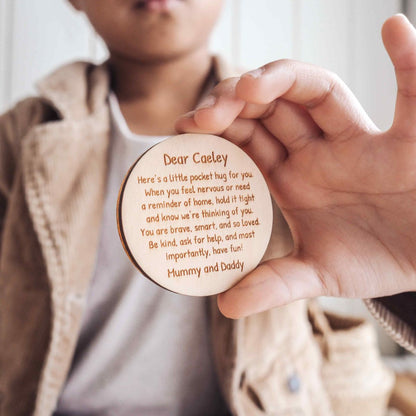 Dear Caeley
Here's a little pocket hug for you.
When you feel nervous or need
a reminder of home, hold it tight
and know we're thinking of you.
You are brave, smart, and so loved.
Be kind, ask for help, and most
importantly, have fun!
Mummy and Daddy